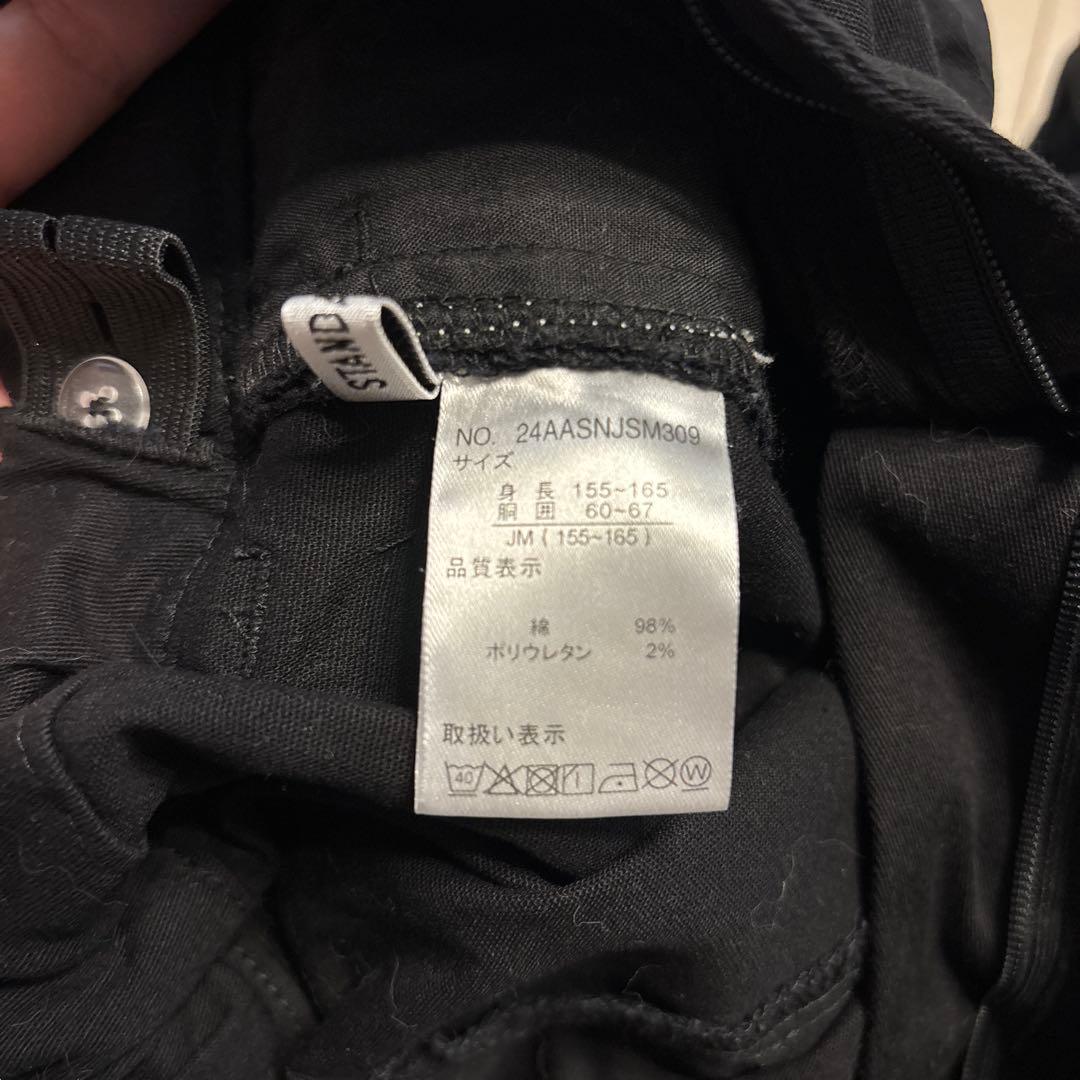 STAND
NO. 24AASNJSM309
サイズ
身長 155~165
胴囲 60~67
JM(155~165)
品質表示
綿 98%
ポリウレタン 2%
取扱い表示
40 W